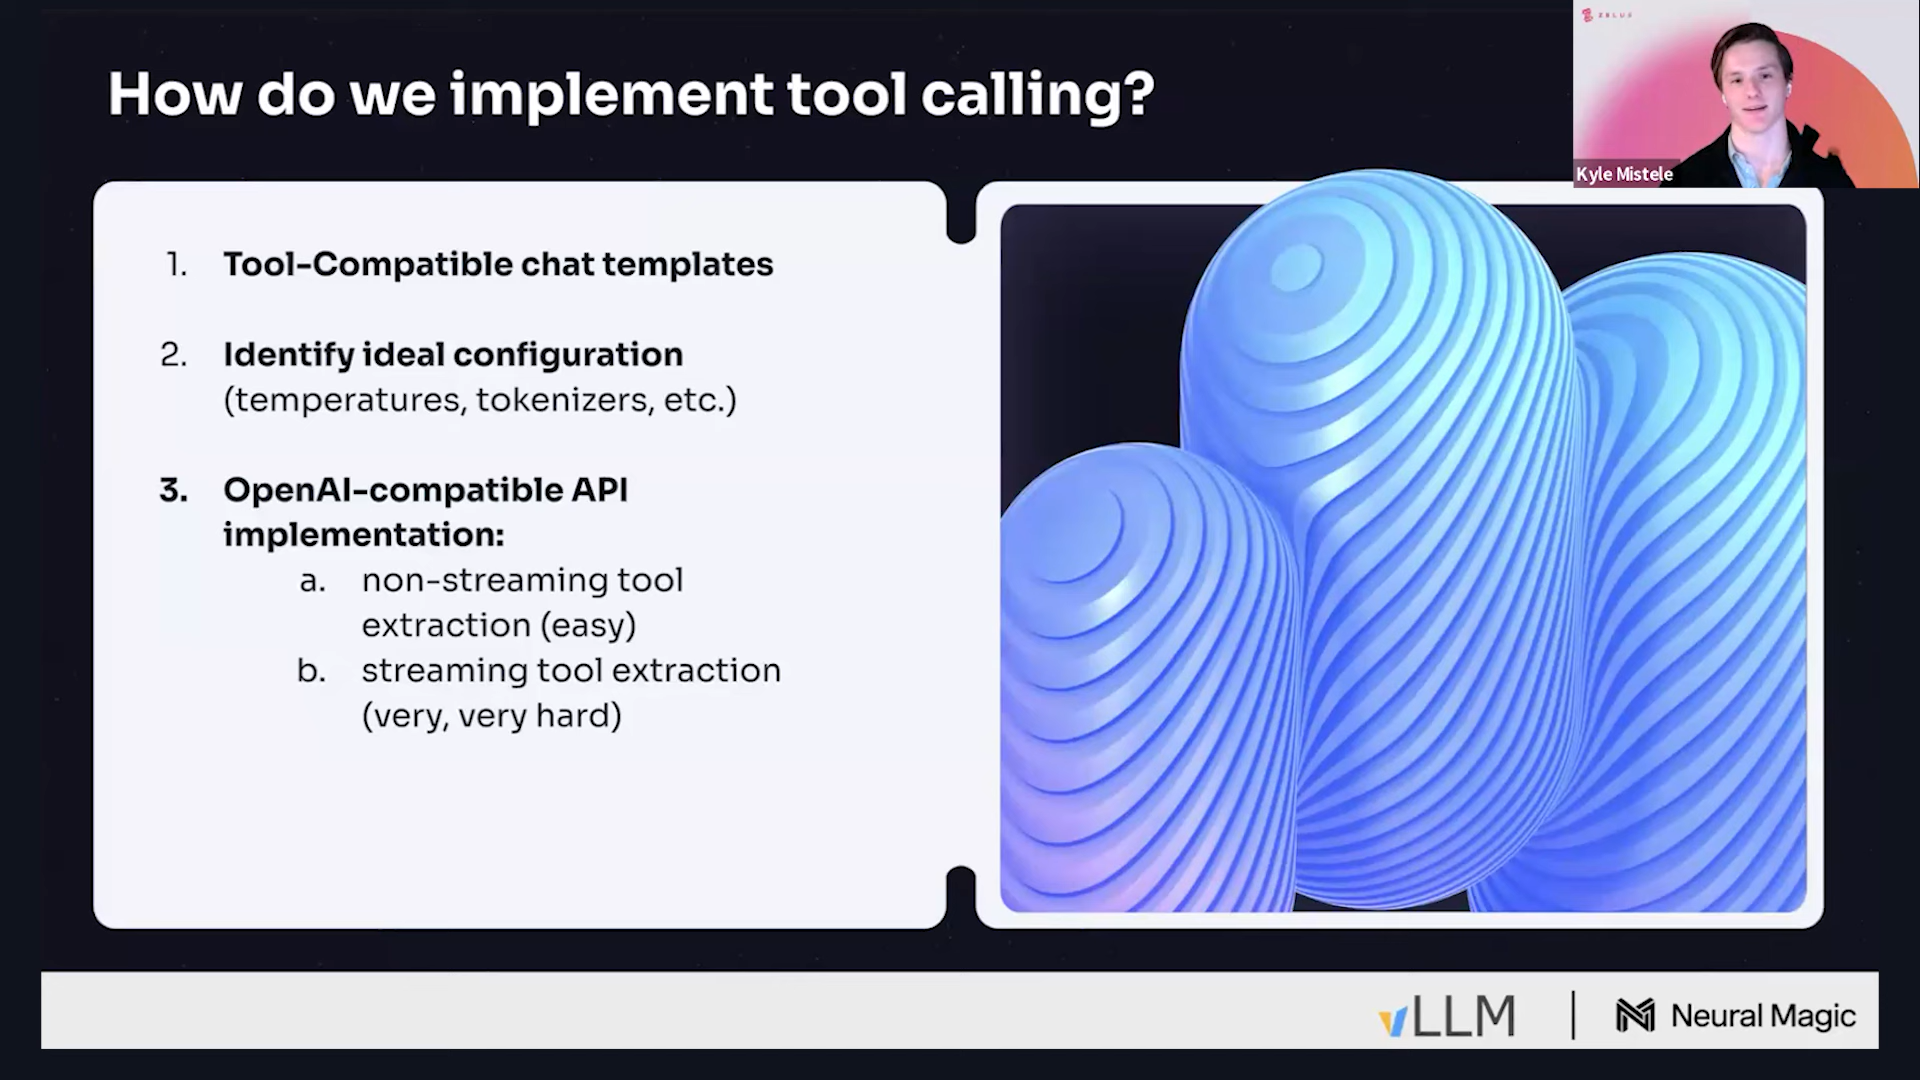 How do we implement tool calling?
ZELUS
Kyle Mistele
1. Tool-Compatible chat templates
2. Identify ideal configuration
(temperatures, tokenizers, etc.)
3. OpenAI-compatible API
implementation:
a. non-streaming tool
extraction (easy)
b. streaming tool extraction
(very, very hard)
vLLM
Neural Magic